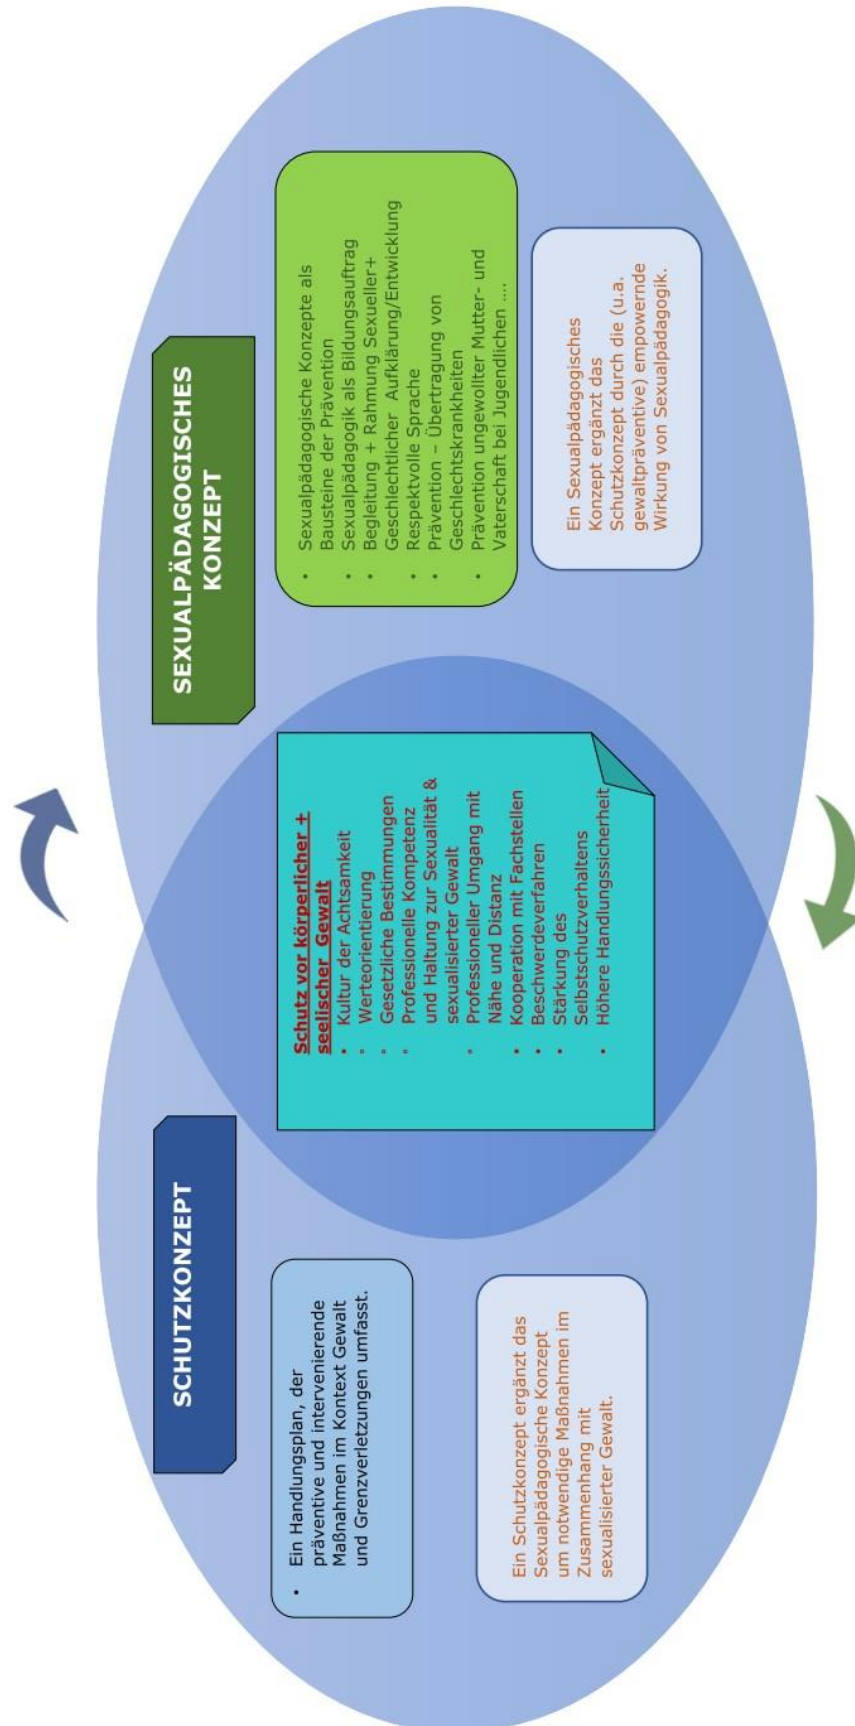 SCHUTZKONZEPT
• Ein Handlungsplan, der
präventive und intervenierende
Maßnahmen im Kontext Gewalt
und Grenzverletzungen umfasst.
Ein Schutzkonzept ergänzt das
Sexualpädagogische Konzept
um notwendige Maßnahmen im
Zusammenhang mit
sexualisierter Gewalt.
Schutz vor körperlicher +
seelischer Gewalt
• Kultur der Achtsamkeit
• Werteorientierung
• Gesetzliche Bestimmungen
• Professionelle Kompetenz
und Haltung zur Sexualität &
sexualisierter Gewalt
• Professioneller Umgang mit
Nähe und Distanz
• Kooperation mit Fachstellen
• Beschwerdeverfahren
• Stärkung des
Selbstschutzverhaltens
• Höhere Handlungssicherheit
SEXUALPÄDAGOGISCHES
KONZEPT
• Sexualpädagogische Konzepte als
Bausteine der Prävention
• Sexualpädagogik als Bildungsauftrag
• Begleitung + Rahmung Sexueller+
Geschlechtlicher Aufklärung/Entwicklung
• Respektvolle Sprache
• Prävention – Übertragung von
Geschlechtskrankheiten
• Prävention ungewollter Mutter- und
Vaterschaft bei Jugendlichen ....
Ein Sexualpädagogisches
Konzept ergänzt das
Schutzkonzept durch die (u.a.
gewaltpräventive) empowernde
Wirkung von Sexualpädagogik.